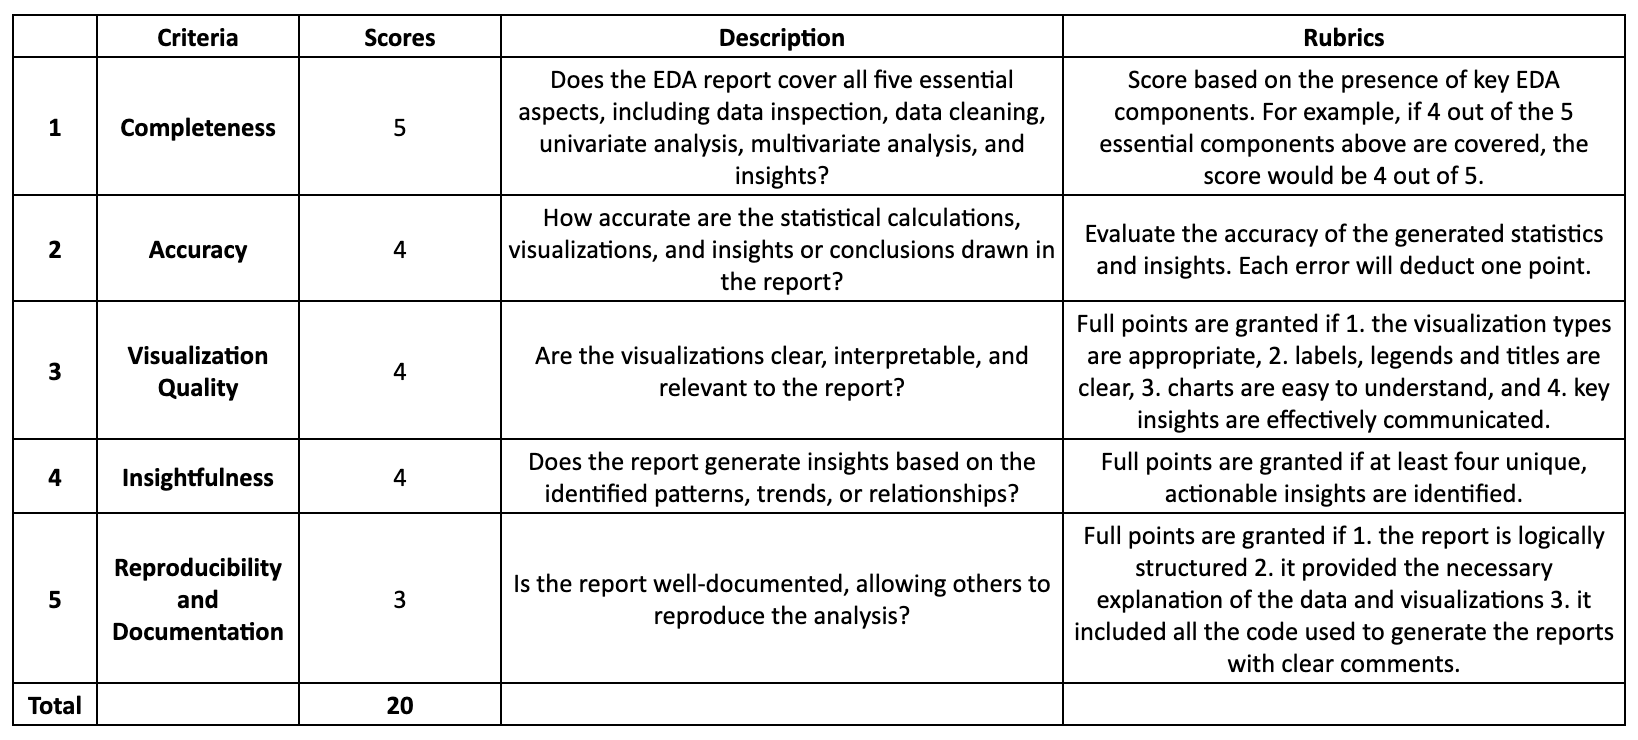 Criteria
Scores
Description
Rubrics
1
Completeness
5
Does the EDA report cover all five essential
aspects, including data inspection, data cleaning,
univariate analysis, multivariate analysis, and
insights?
Score based on the presence of key EDA
components. For example, if 4 out of the 5
essential components above are covered, the
score would be 4 out of 5.
2
Accuracy
4
How accurate are the statistical calculations,
visualizations, and insights or conclusions drawn in
the report?
Evaluate the accuracy of the generated statistics
and insights. Each error will deduct one point.
3
Visualization
Quality
4
Are the visualizations clear, interpretable, and
relevant to the report?
Full points are granted if 1. the visualization types
are appropriate, 2. labels, legends and titles are
clear, 3. charts are easy to understand, and 4. key
insights are effectively communicated.
4
Insightfulness
4
Does the report generate insights based on the
identified patterns, trends, or relationships?
Full points are granted if at least four unique,
actionable insights are identified.
5
Reproducibility
and
Documentation
3
Is the report well-documented, allowing others to
reproduce the analysis?
Full points are granted if 1. the report is logically
structured 2. it provided the necessary
explanation of the data and visualizations 3. it
included all the code used to generate the reports
with clear comments.
Total
20